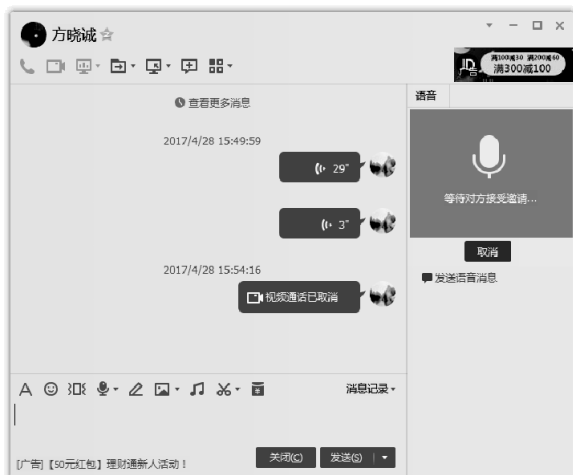 方晓诚
满100减30 满200减60
满300减100
语音
查看更多消息
2017/4/28 15:49:59
29"
3"
等待对方接受邀请...
取消
发送语音消息
2017/4/28 15:54:16
视频通话已取消
消息记录
[广告]【50元红包】理财通新人活动！
关闭(C)
发送(S)